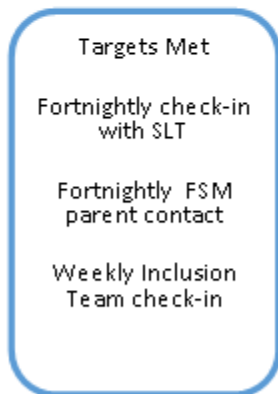 Targets Met
Fortnightly check-in
with SLT
Fortnightly FSM
parent contact
Weekly Inclusion
Team check-in